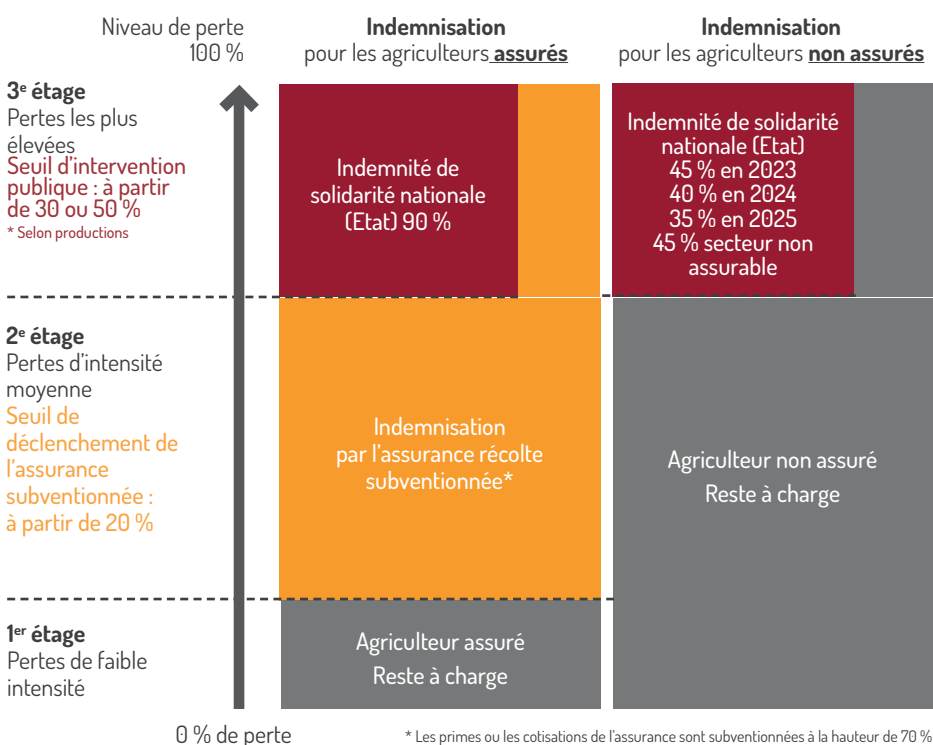 Niveau de perte
100 %
Indemnisation
pour les agriculteurs assurés
Indemnisation
pour les agriculteurs non assurés
3e étage
Pertes les plus
élevées
Seuil d'intervention
publique : à partir
de 30 ou 50 %
* Selon productions
Indemnité de
solidarité nationale
(Etat) 90 %
Indemnité de solidarité
nationale (Etat)
45 % en 2023
40 % en 2024
35 % en 2025
45 % secteur non
assurable
2e étage
Pertes d'intensité
moyenne
Seuil de
déclenchement de
l'assurance
subventionnée :
à partir de 20 %
Indemnisation
par l'assurance récolte
subventionnée*
Agriculteur non assuré
Reste à charge
1er étage
Pertes de faible
intensité
Agriculteur assuré
Reste à charge
0 % de perte
* Les primes ou les cotisations de l'assurance sont subventionnées à la hauteur de 70 %